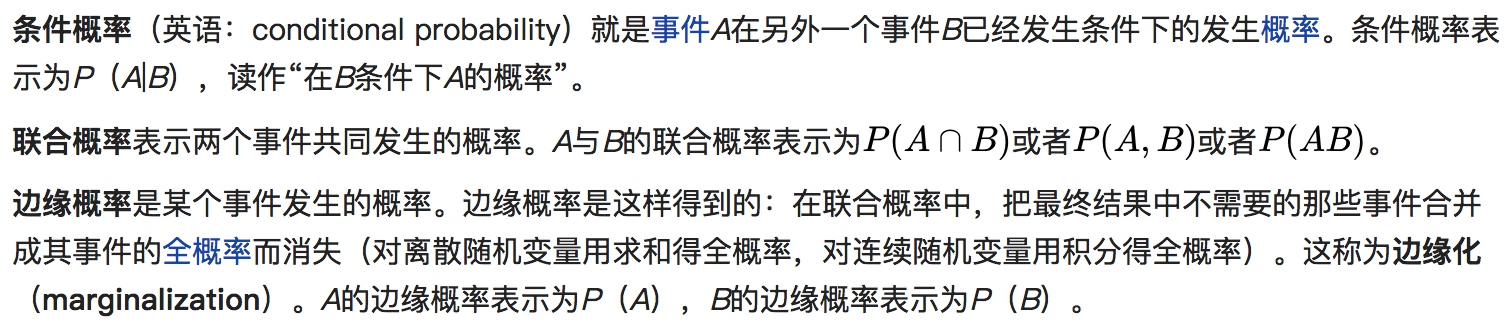 条件概率（英语：conditional probability）就是事件A在另外一个事件B已经发生条件下的发生概率。条件概率表
示为P（A|B），读作“在B条件下A的概率”。
联合概率表示两个事件共同发生的概率。A与B的联合概率表示为P(A ∩ B)或者P(A, B)或者P(AB)。
边缘概率是某个事件发生的概率。边缘概率是这样得到的：在联合概率中，把最终结果中不需要的那些事件合并
成其事件的全概率而消失（对离散随机变量用求和得全概率，对连续随机变量用积分得全概率）。这称为边缘化
（marginalization）。A的边缘概率表示为P（A），B的边缘概率表示为P（B）。